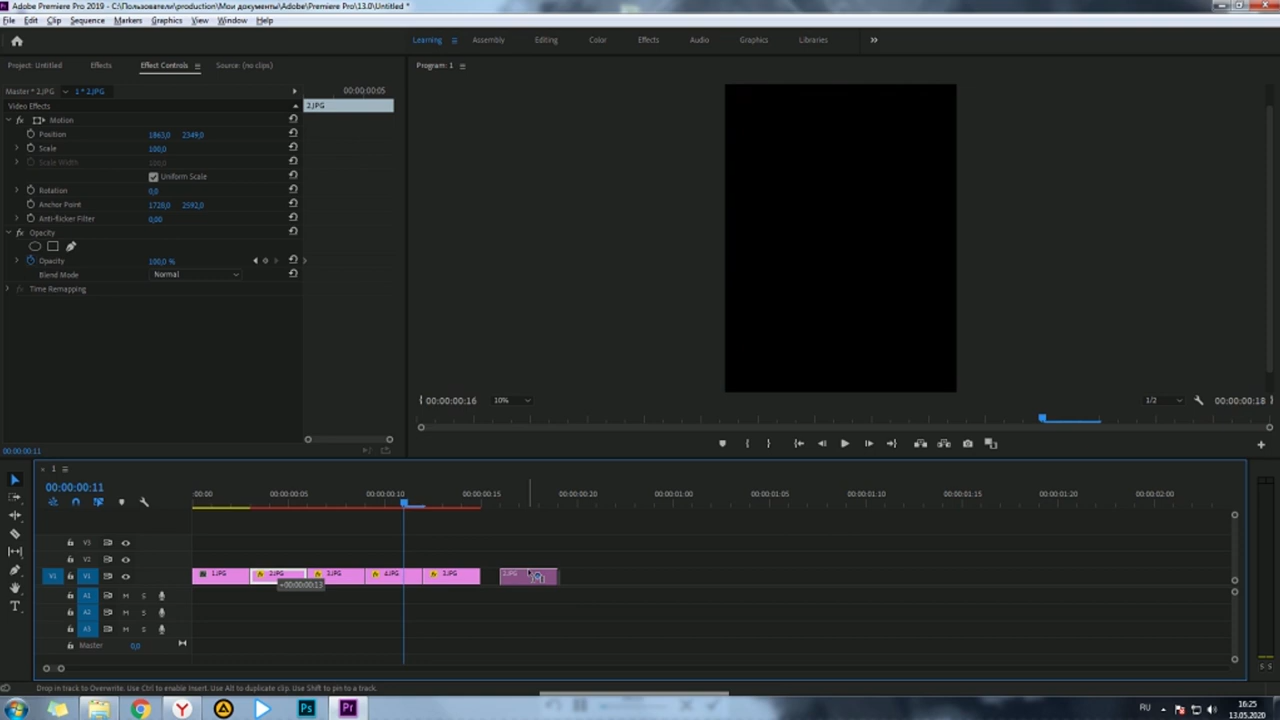 Adobe Premiere Pro 2019 - C:\Пользователи\production\Мои документы\Adobe\Premiere Pro\13.0\Untitled *
File Edit Clip Sequence Markers Graphics View Window Help
Learning Assembly Editing Color Effects Audio Graphics Libraries
Project: Untitled Effects Effect Controls Source: (no clips) Program: 1
Master * 2.JPG 1 * 2.JPG 00:00:00:05
Video Effects 2.JPG
fx Motion
Position 1863,0 2349,0
Scale 100,0
Scale Width 100,0
Uniform Scale
Rotation 0,0
Anchor Point 1728,0 2592,0
Anti-flicker Filter 0,00
fx Opacity
Opacity 100,0 %
Blend Mode Normal
fx Time Remapping
00:00:00:16 10% 1/2 00:00:00:18
00:00:00:11
1
00:00:00:11
:00:00 00:00:00:05 00:00:00:10 00:00:00:15 00:00:00:20 00:00:01:00 00:00:01:05 00:00:01:10 00:00:01:15 00:00:01:20 00:00:02:00
V3
V2
V1 V1 1.JPG 2.JPG 3.JPG 4.JPG 3.JPG 2.JPG
+00:00:00:13
A1 M S
A2 M S
A3 M S
Master 0,0
S S
Drop in track to Overwrite. Use Ctrl to enable Insert. Use Alt to duplicate clip. Use Shift to pin to a track.
Ps Pr RU 16:25
13.05.2020